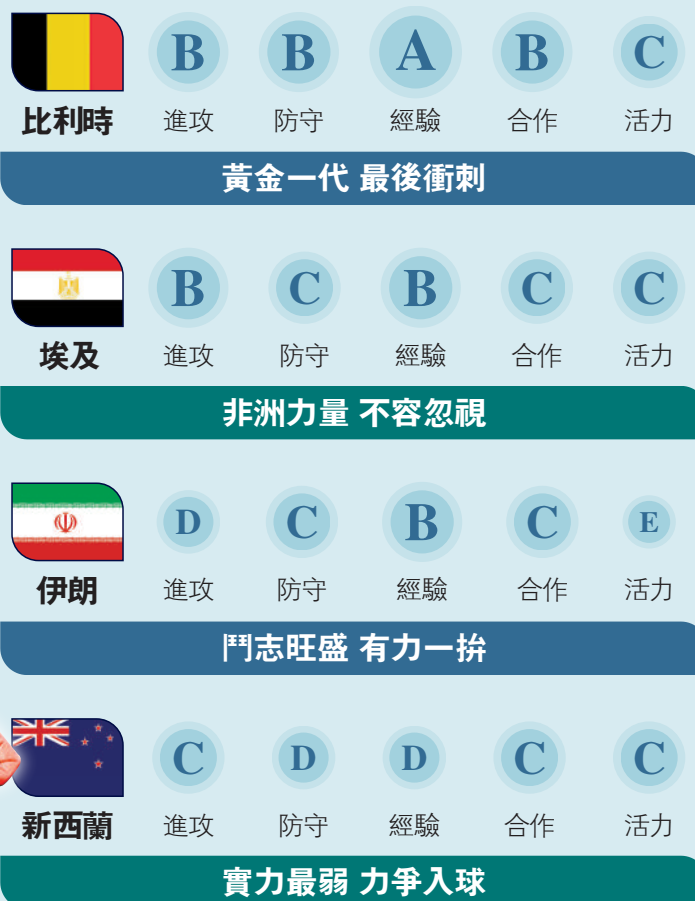 B B A B C
比利時 進攻 防守 經驗 合作 活力
黃金一代 最後衝刺
B C B C C
埃及 進攻 防守 經驗 合作 活力
非洲力量 不容忽視
D C B C E
伊朗 進攻 防守 經驗 合作 活力
鬥志旺盛 有力一拚
C D D C C
新西蘭 進攻 防守 經驗 合作 活力
實力最弱 力爭入球